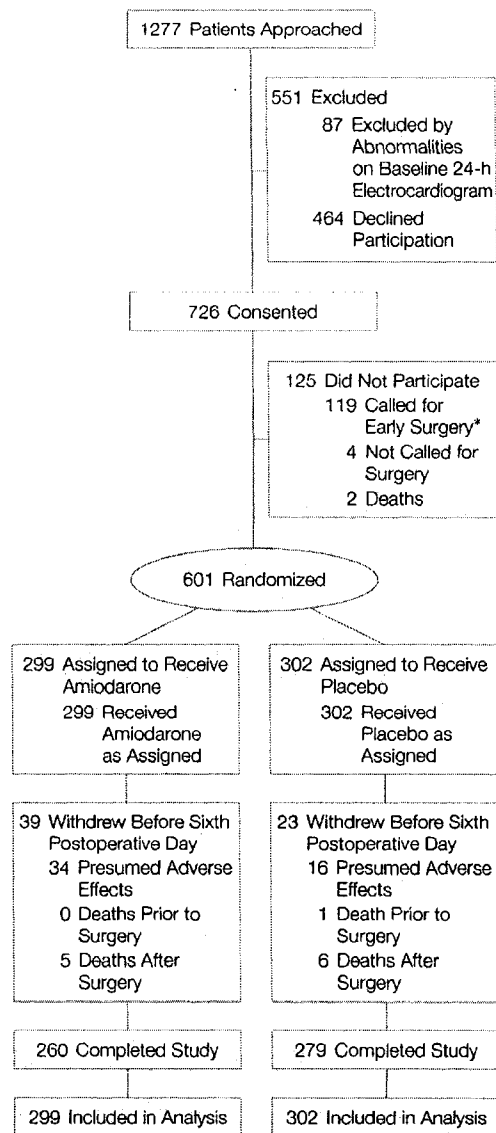 1277 Patients Approached
551 Excluded
87 Excluded by
Abnormalities
on Baseline 24-h
Electrocardiogram
464 Declined
Participation
726 Consented
125 Did Not Participate
119 Called for
Early Surgery*
4 Not Called for
Surgery
2 Deaths
601 Randomized
299 Assigned to Receive
Amiodarone
299 Received
Amiodarone
as Assigned
302 Assigned to Receive
Placebo
302 Received
Placebo as
Assigned
39 Withdrew Before Sixth
Postoperative Day
34 Presumed Adverse
Effects
0 Deaths Prior to
Surgery
5 Deaths After
Surgery
23 Withdrew Before Sixth
Postoperative Day
16 Presumed Adverse
Effects
1 Death Prior to
Surgery
6 Deaths After
Surgery
260 Completed Study
279 Completed Study
299 Included in Analysis
302 Included in Analysis